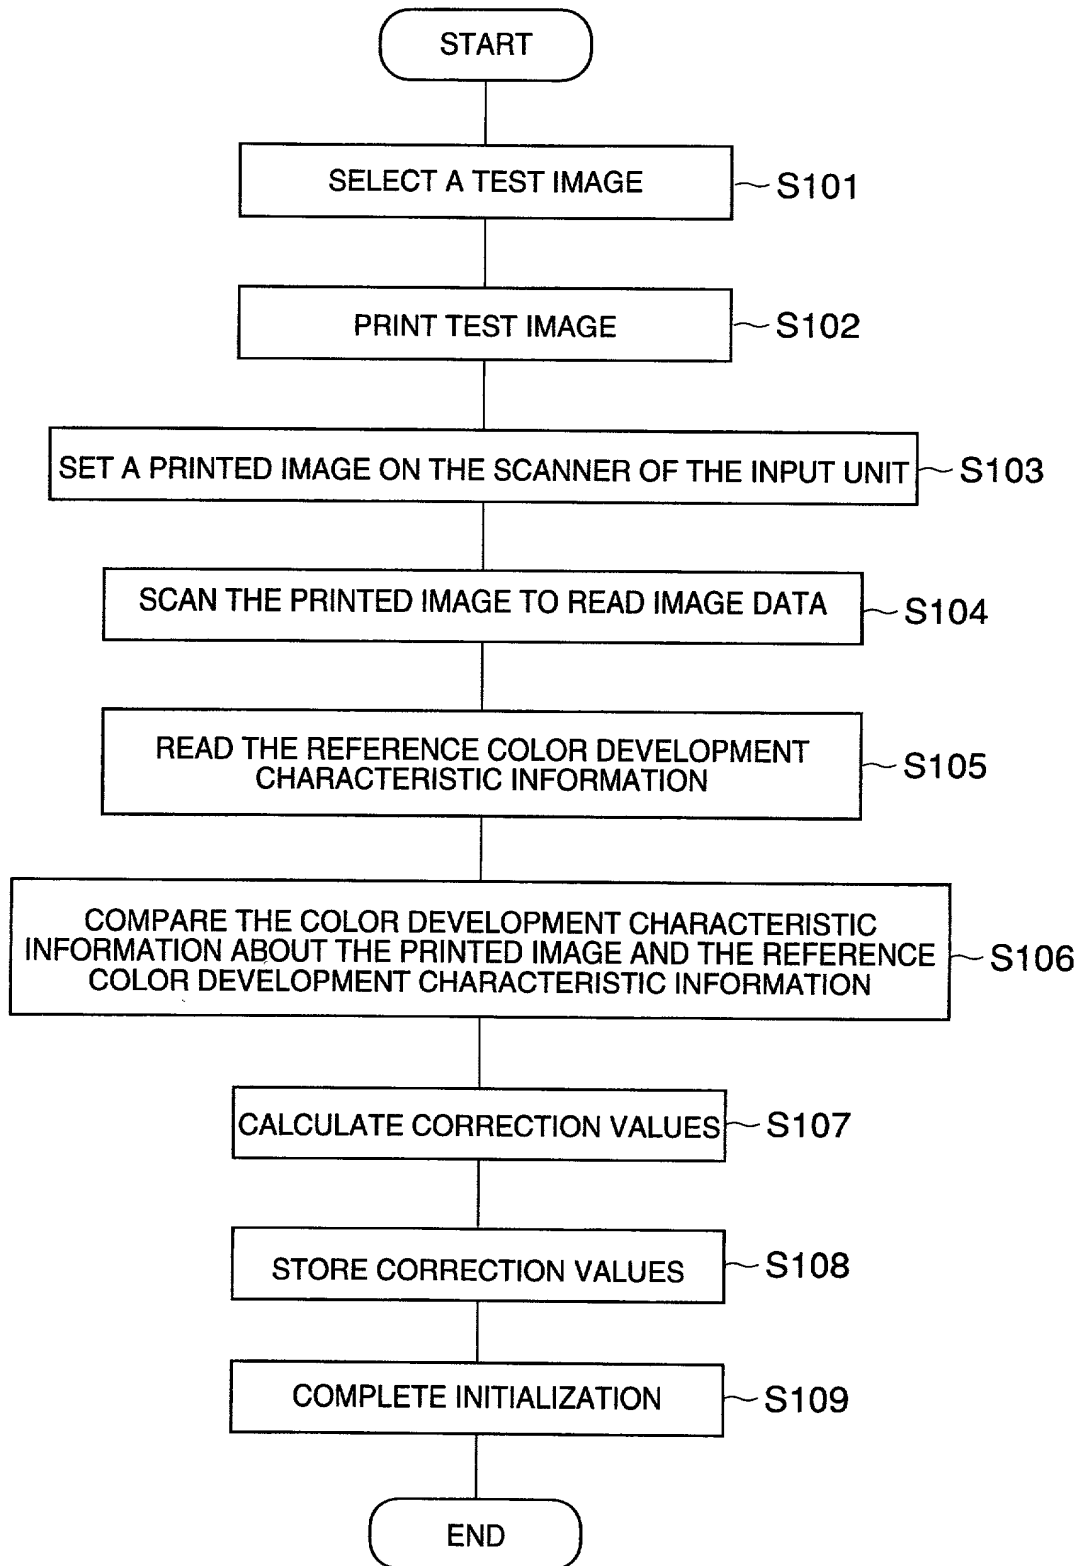 START
SELECT A TEST IMAGE
S101
PRINT TEST IMAGE
S102
SET A PRINTED IMAGE ON THE SCANNER OF THE INPUT UNIT
S103
SCAN THE PRINTED IMAGE TO READ IMAGE DATA
S104
READ THE REFERENCE COLOR DEVELOPMENT
CHARACTERISTIC INFORMATION
S105
COMPARE THE COLOR DEVELOPMENT CHARACTERISTIC
INFORMATION ABOUT THE PRINTED IMAGE AND THE REFERENCE
COLOR DEVELOPMENT CHARACTERISTIC INFORMATION
S106
CALCULATE CORRECTION VALUES
S107
STORE CORRECTION VALUES
S108
COMPLETE INITIALIZATION
S109
END